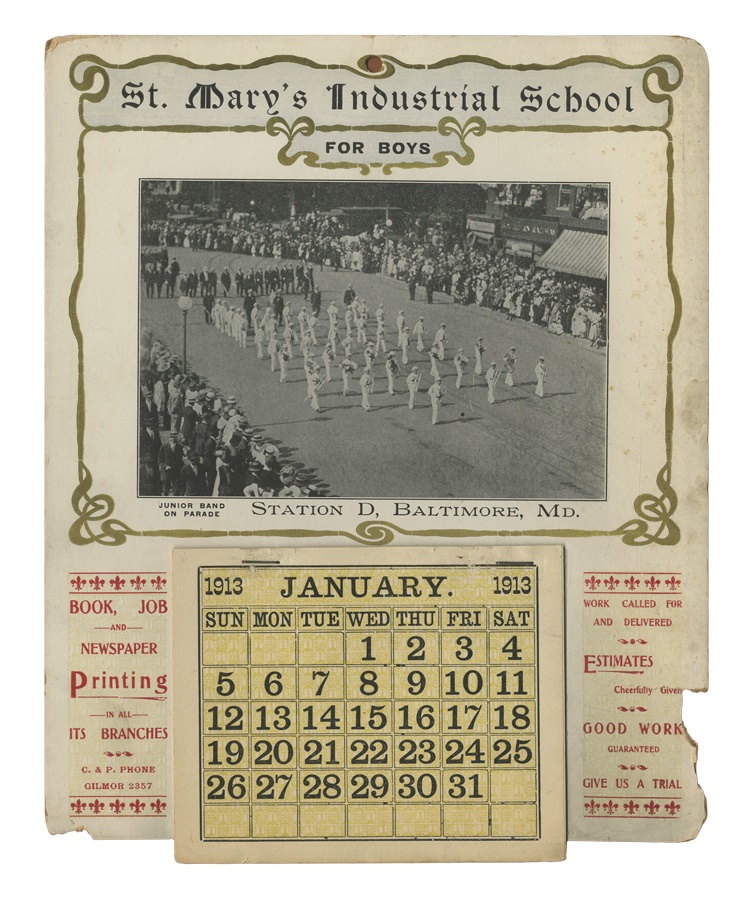 St. Mary's Industrial School
FOR BOYS
JUNIOR BAND
ON PARADE
STATION D, BALTIMORE, MD.
BOOK, JOB
—AND—
NEWSPAPER
Printing
—IN ALL—
ITS BRANCHES
C. & P. PHONE
GILMOR 2357
1913 JANUARY. 1913
SUN MON TUE WED THU FRI SAT
1 2 3 4
5 6 7 8 9 10 11
12 13 14 15 16 17 18
19 20 21 22 23 24 25
26 27 28 29 30 31
WORK CALLED FOR
AND DELIVERED
ESTIMATES
Cheerfully Given
GOOD WORK
GUARANTEED
GIVE US A TRIAL